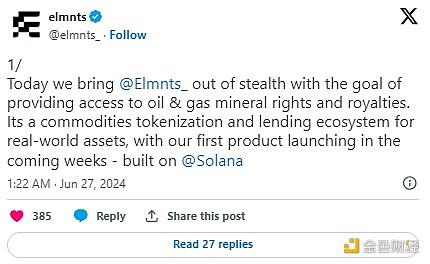 elmnts
@elmnts_ · Follow
1/
Today we bring @Elmnts_ out of stealth with the goal of
providing access to oil & gas mineral rights and royalties.
Its a commodities tokenization and lending ecosystem for
real-world assets, with our first product launching in the
coming weeks - built on @Solana
1:22 AM · Jun 27, 2024
385 Reply Share this post
Read 27 replies
金色财经